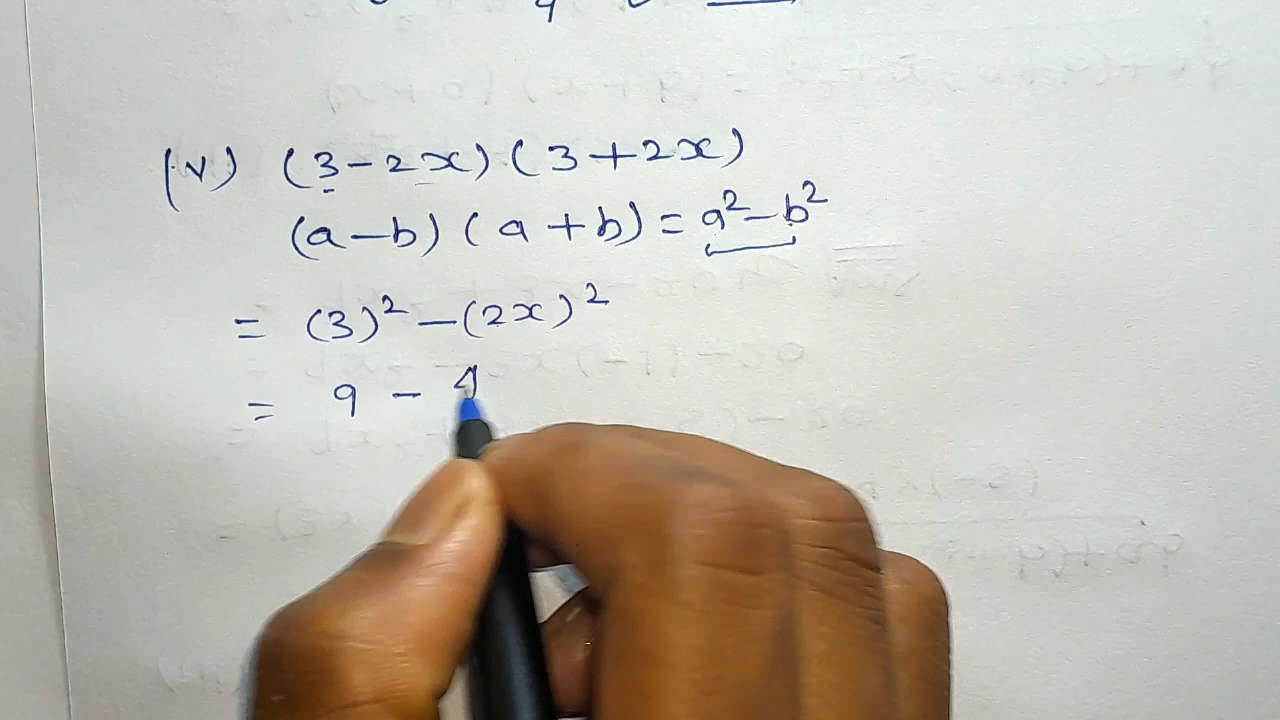 (v) (3-2x)(3+2x)
(a-b)(a+b)=a²-b²
= (3)²-(2x)²
= 9 - 4